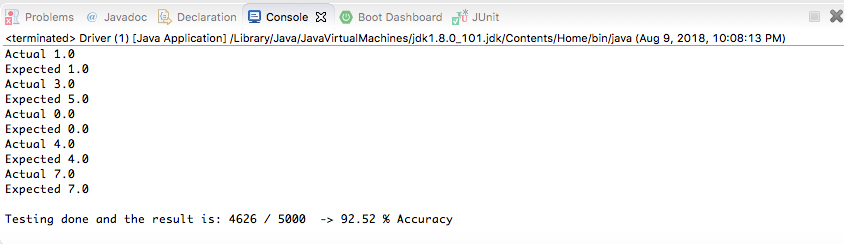 Problems @ Javadoc Declaration Console Boot Dashboard JUnit
<terminated> Driver (1) [Java Application] /Library/Java/JavaVirtualMachines/jdk1.8.0_101.jdk/Contents/Home/bin/java (Aug 9, 2018, 10:08:13 PM)
Actual 1.0
Expected 1.0
Actual 3.0
Expected 5.0
Actual 0.0
Expected 0.0
Actual 4.0
Expected 4.0
Actual 7.0
Expected 7.0
Testing done and the result is: 4626 / 5000  -> 92.52 % Accuracy